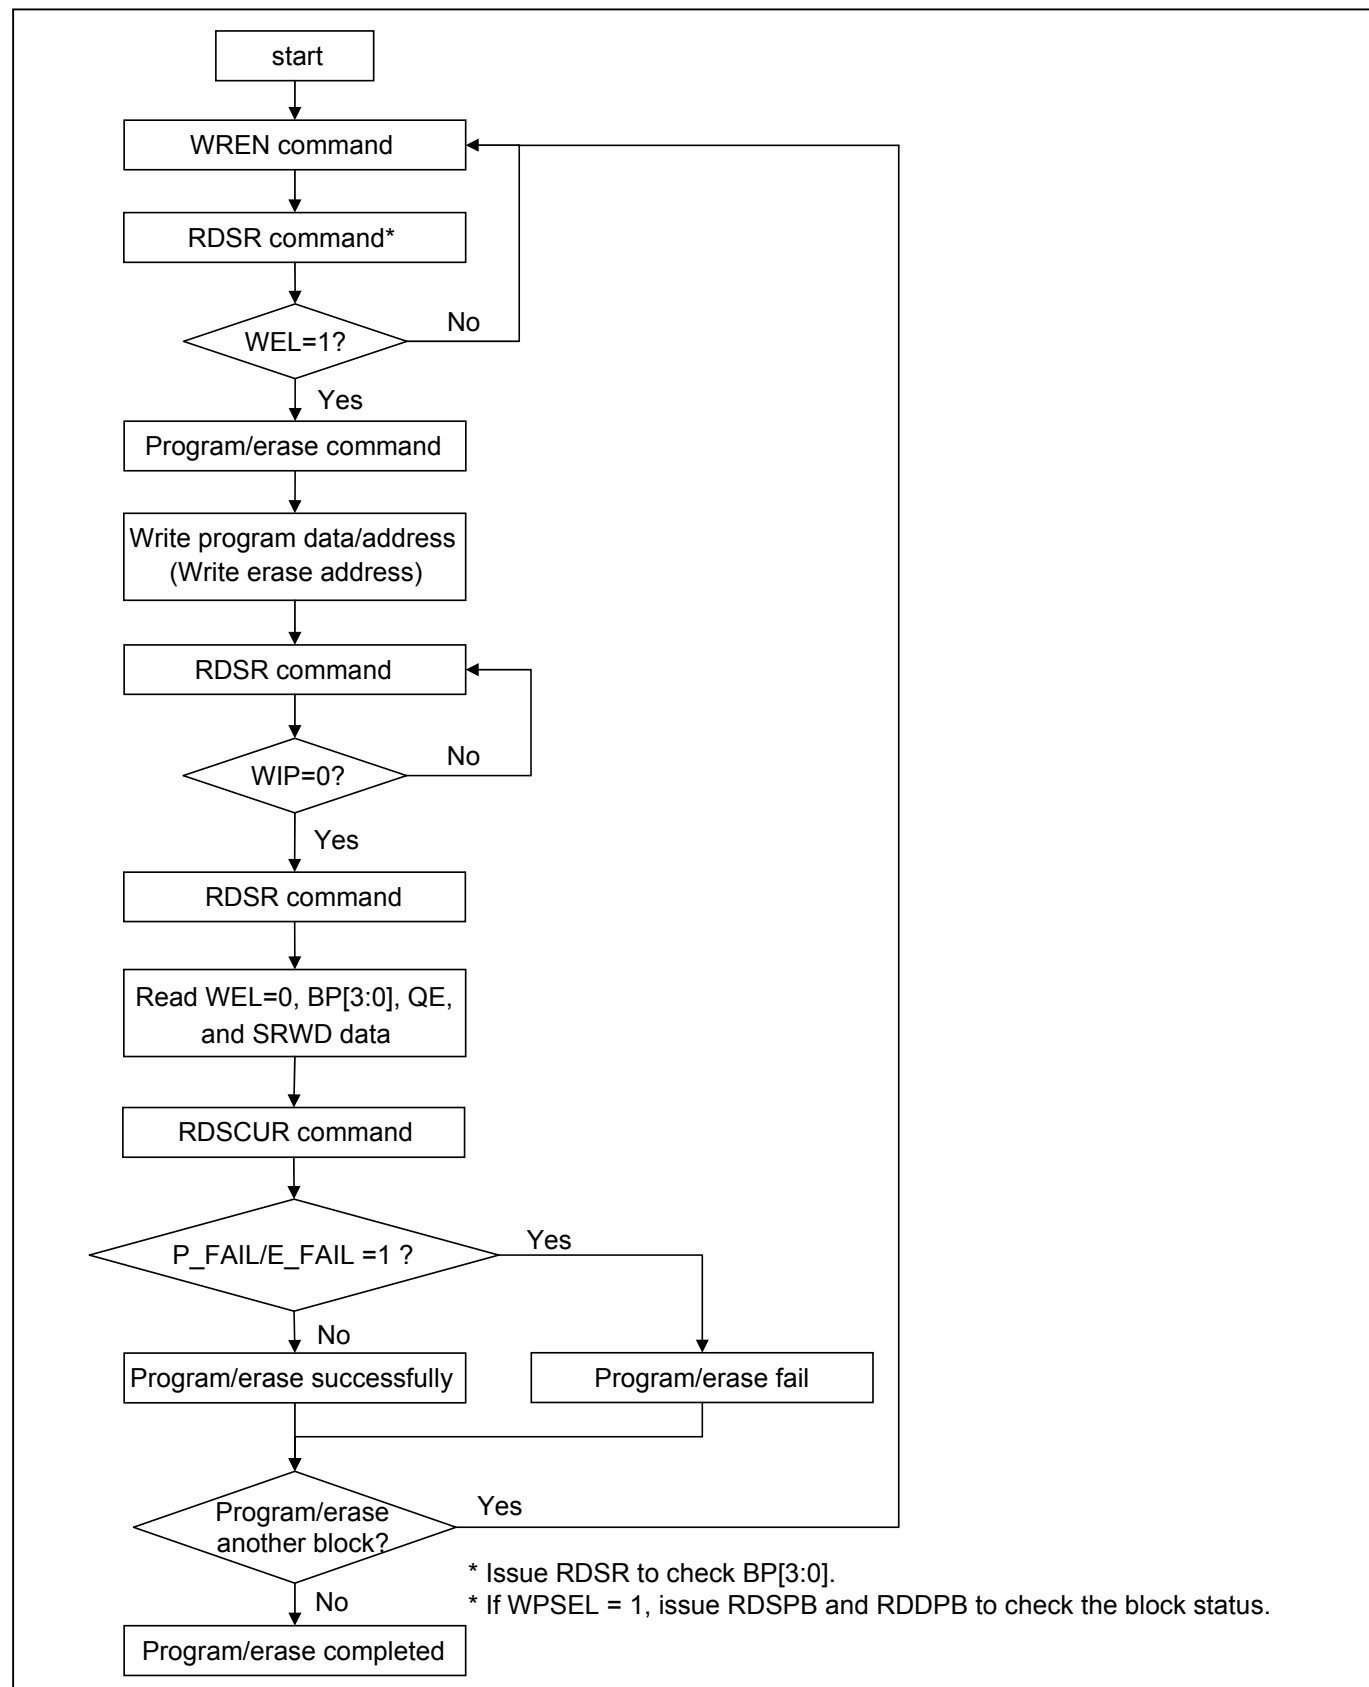 start
WREN command
RDSR command*
WEL=1?
No
Yes
Program/erase command
Write program data/address
(Write erase address)
RDSR command
WIP=0?
No
Yes
RDSR command
Read WEL=0, BP[3:0], QE,
and SRWD data
RDSCUR command
P_FAIL/E_FAIL =1 ?
Yes
No
Program/erase successfully
Program/erase fail
Program/erase
another block?
Yes
* Issue RDSR to check BP[3:0].
* If WPSEL = 1, issue RDSPB and RDDPB to check the block status.
No
Program/erase completed